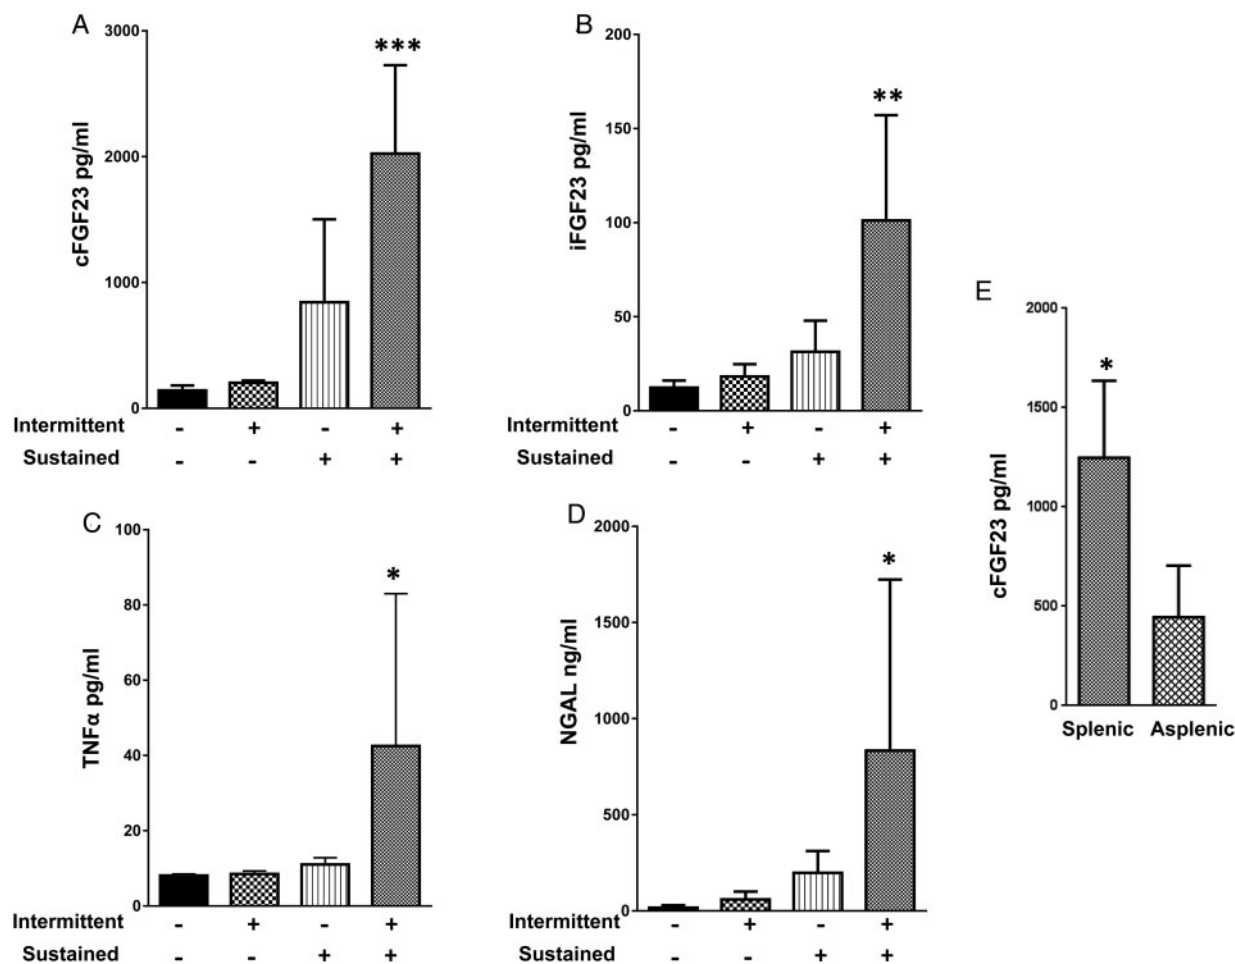 A
3000
2000
1000
0
cFGF23 pg/ml
***
Intermittent - + - +
Sustained - - + +
B
200
150
100
50
0
iFGF23 pg/ml
**
Intermittent - + - +
Sustained - - + +
C
100
80
60
40
20
0
TNFα pg/ml
*
Intermittent - + - +
Sustained - - + +
D
2000
1500
1000
500
0
NGAL ng/ml
*
Intermittent - + - +
Sustained - - + +
E
2000
1500
1000
500
0
cFGF23 pg/ml
*
Splenic Asplenic